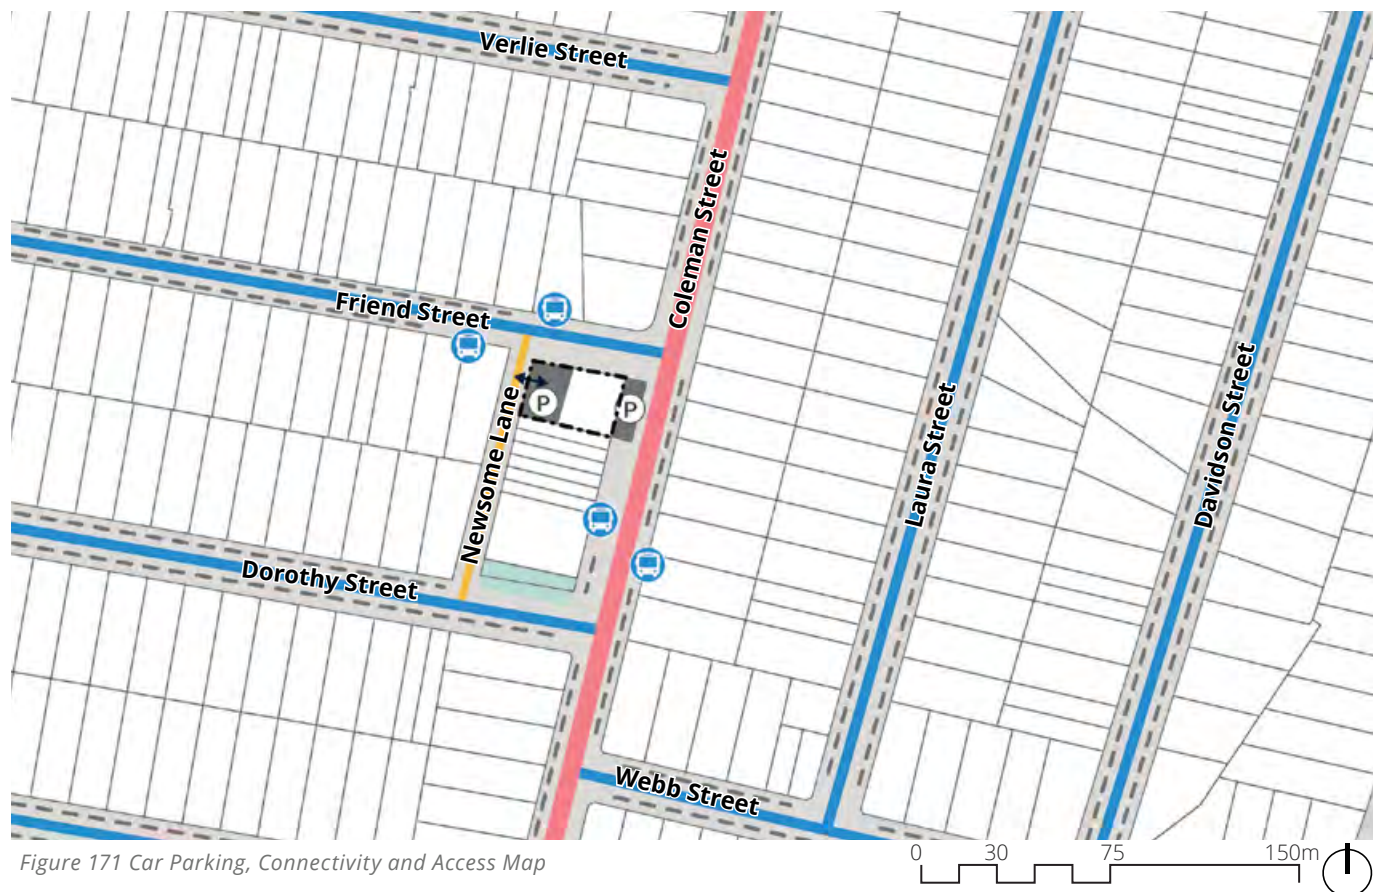 Verlie Street
Coleman Street
Friend Street
P
P
Newsome Lane
Laura Street
Davidson Street
Dorothy Street
Webb Street
Figure 171 Car Parking, Connectivity and Access Map
0 30 75 150m